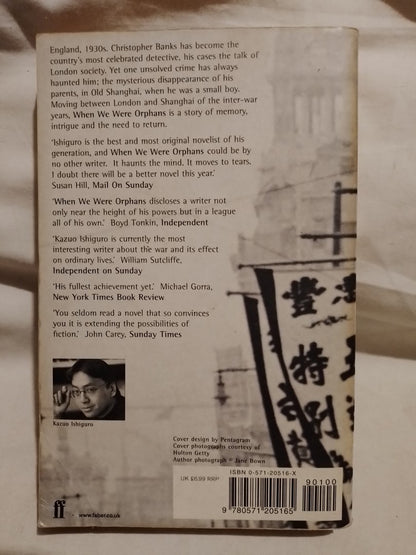 England, 1930s. Christopher Banks has become the
country's most celebrated detective, his cases the talk of
London society. Yet one unsolved crime has always
haunted him; the mysterious disappearance of his
parents, in Old Shanghai, when he was a small boy.
Moving between London and Shanghai of the inter-war
years, When We Were Orphans is a story of memory,
intrigue and the need to return.
'Ishiguro is the best and most original novelist of his
generation, and When We Were Orphans could be by
no other writer. It haunts the mind. It moves to tears.
I doubt there will be a better novel this year.'
Susan Hill, Mail On Sunday
'When We Were Orphans discloses a writer not
only near the height of his powers but in a league
all of his own.' Boyd Tonkin, Independent
'Kazuo Ishiguro is currently the most
interesting writer about the war and its effect
on ordinary lives.' William Sutcliffe,
Independent on Sunday
'His fullest achievement yet.' Michael Gorra,
New York Times Book Review
'You seldom read a novel that so convinces
you it is extending the possibilities of
fiction.' John Carey, Sunday Times
豐
特
別
Kazuo Ishiguro
Cover design by Pentagram
Cover photographs courtesy of
Hulton Getty
Author photograph - Jane Bown
ISBN 0-571-20516-X
UK £6.99 RRP
90100
9 780571 205165
ff
www.faber.co.uk